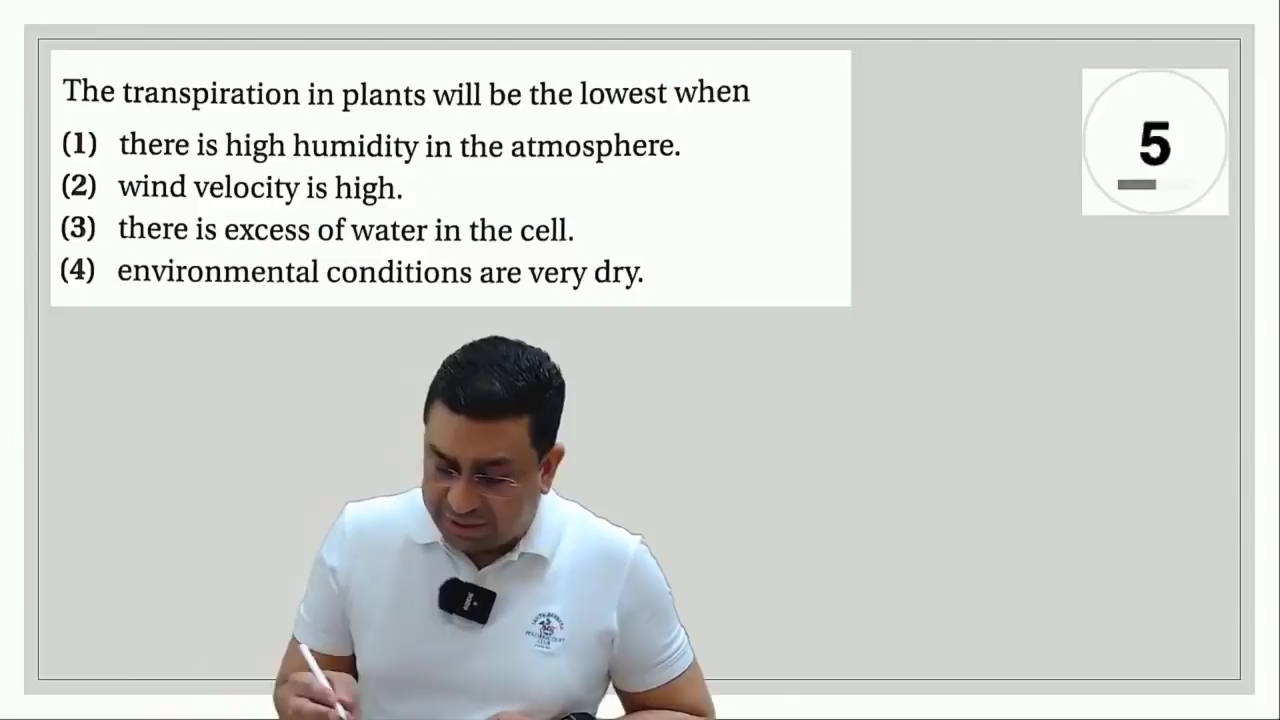 The transpiration in plants will be the lowest when
(1) there is high humidity in the atmosphere.
(2) wind velocity is high.
(3) there is excess of water in the cell.
(4) environmental conditions are very dry.
5